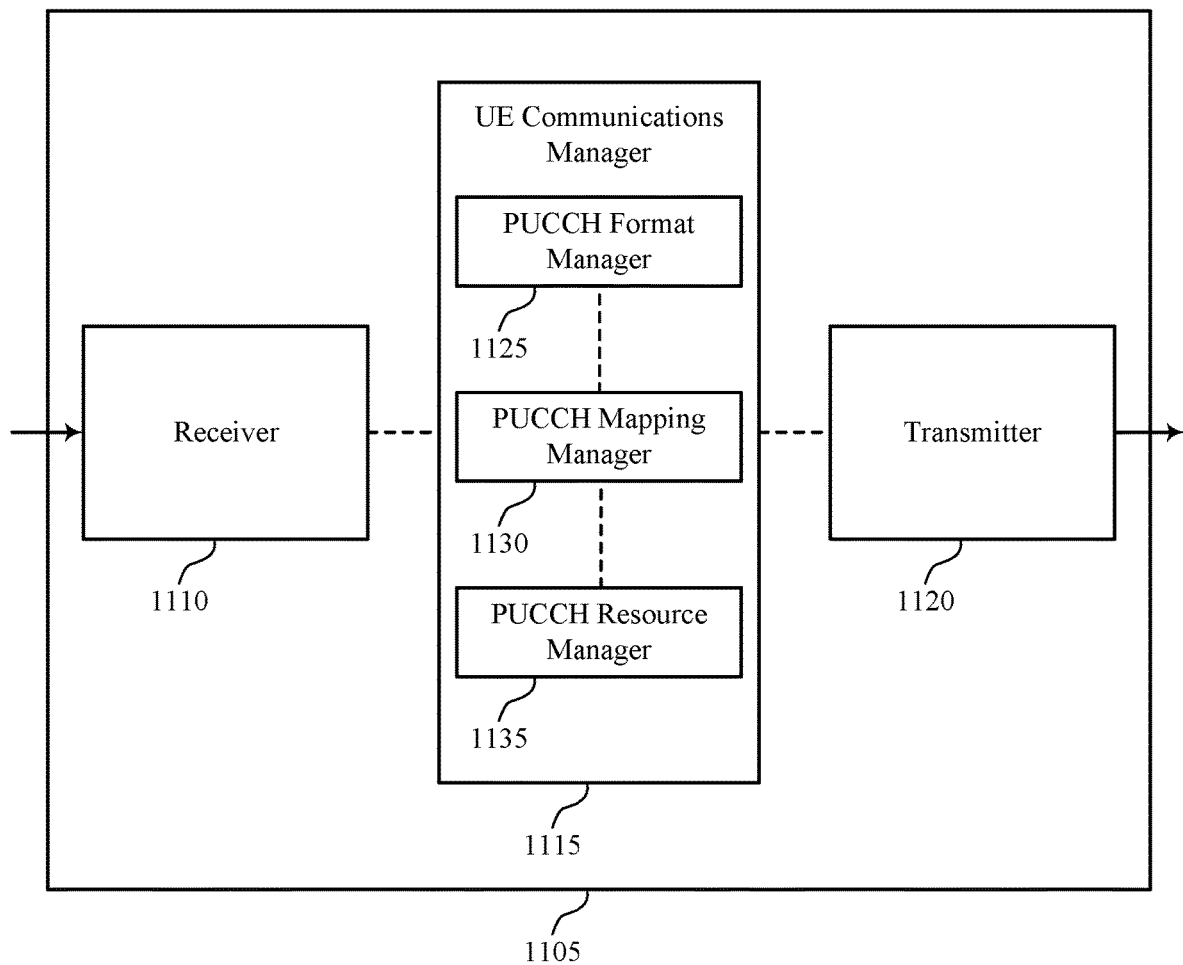 UE Communications
Manager
PUCCH Format
Manager
1125
Receiver
PUCCH Mapping
Manager
Transmitter
1130
1110
1120
PUCCH Resource
Manager
1135
1115
1105